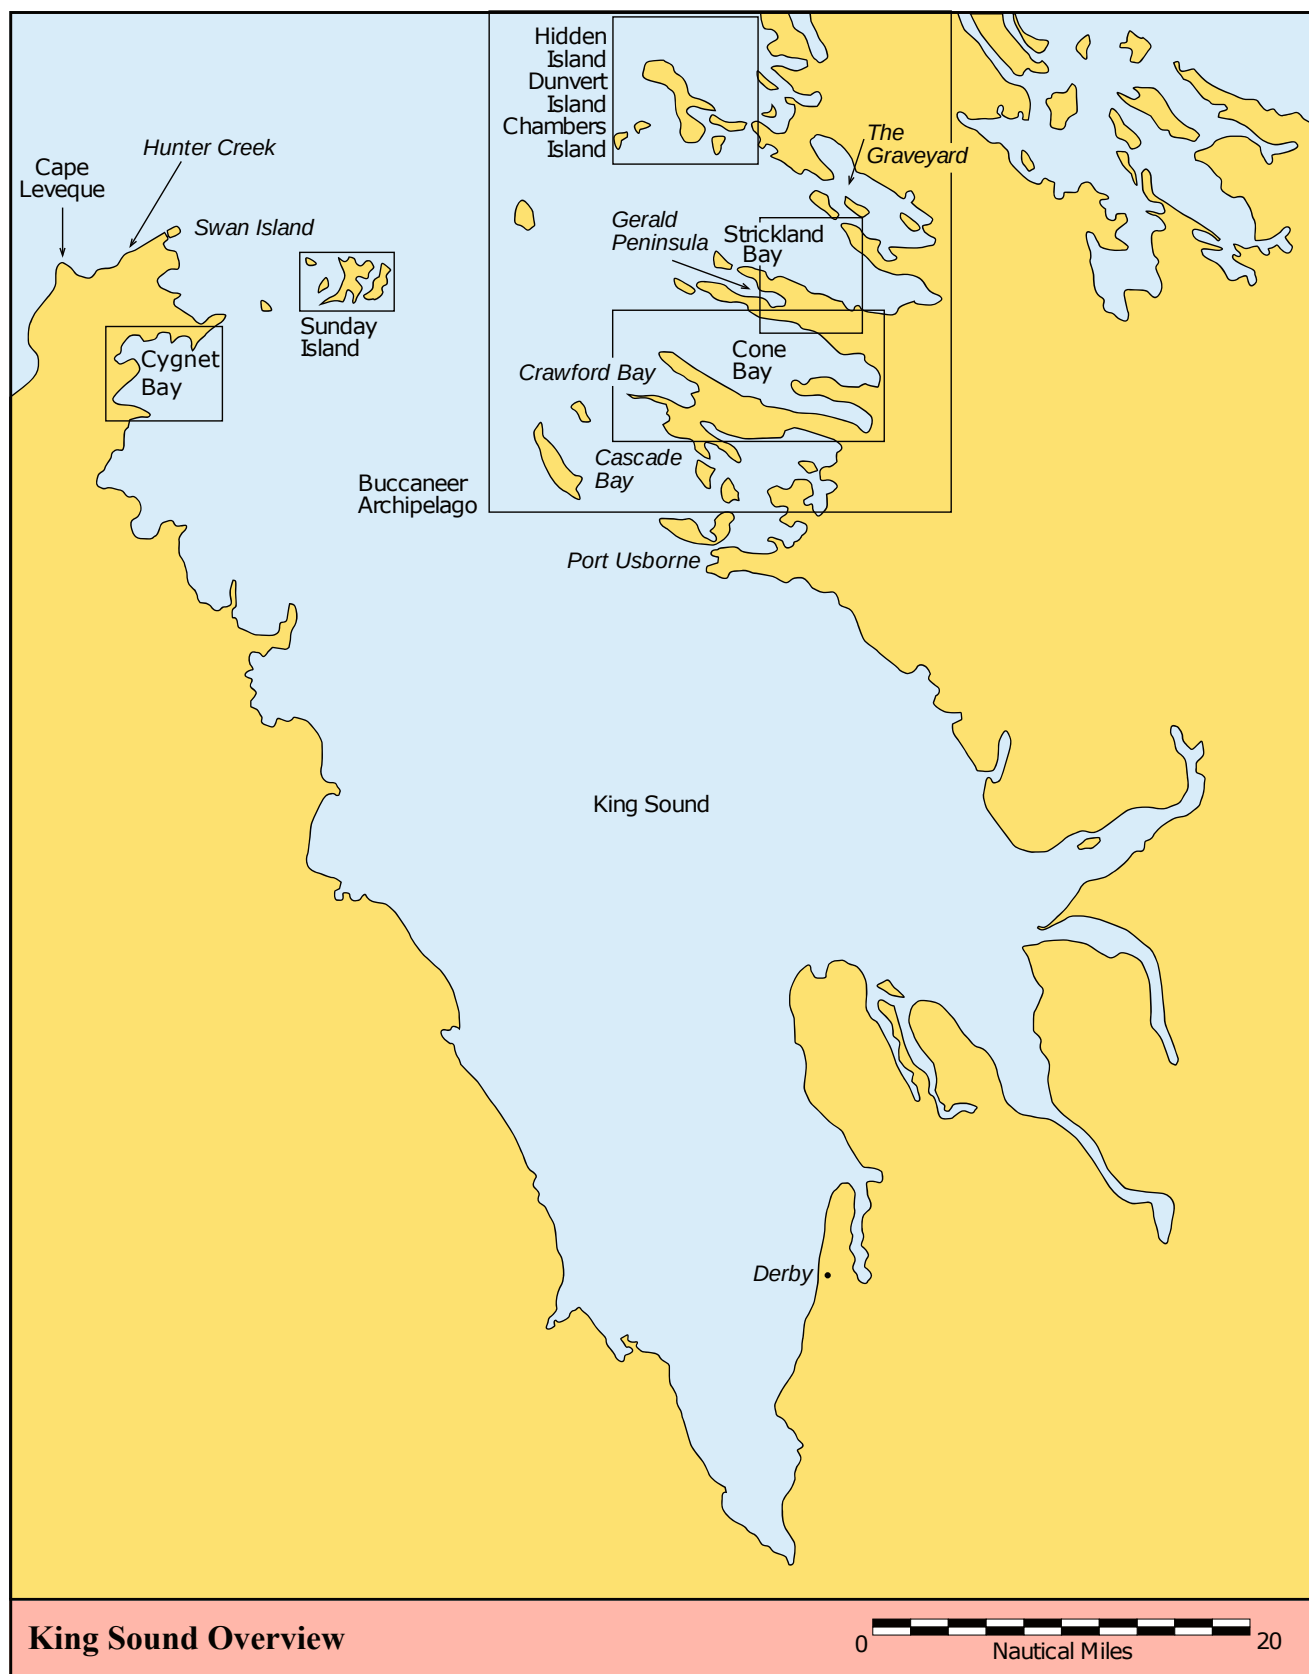 Hidden
Island
Dunvert
Island
Chambers
Island
The
Graveyard
Hunter Creek
Cape
Leveque
Swan Island
Gerald
Peninsula
Strickland
Bay
Sunday
Island
Cygnet
Bay
Cone
Bay
Crawford Bay
Cascade
Bay
Buccaneer
Archipelago
Port Usborne
King Sound
Derby
King Sound Overview
0
20
Nautical Miles